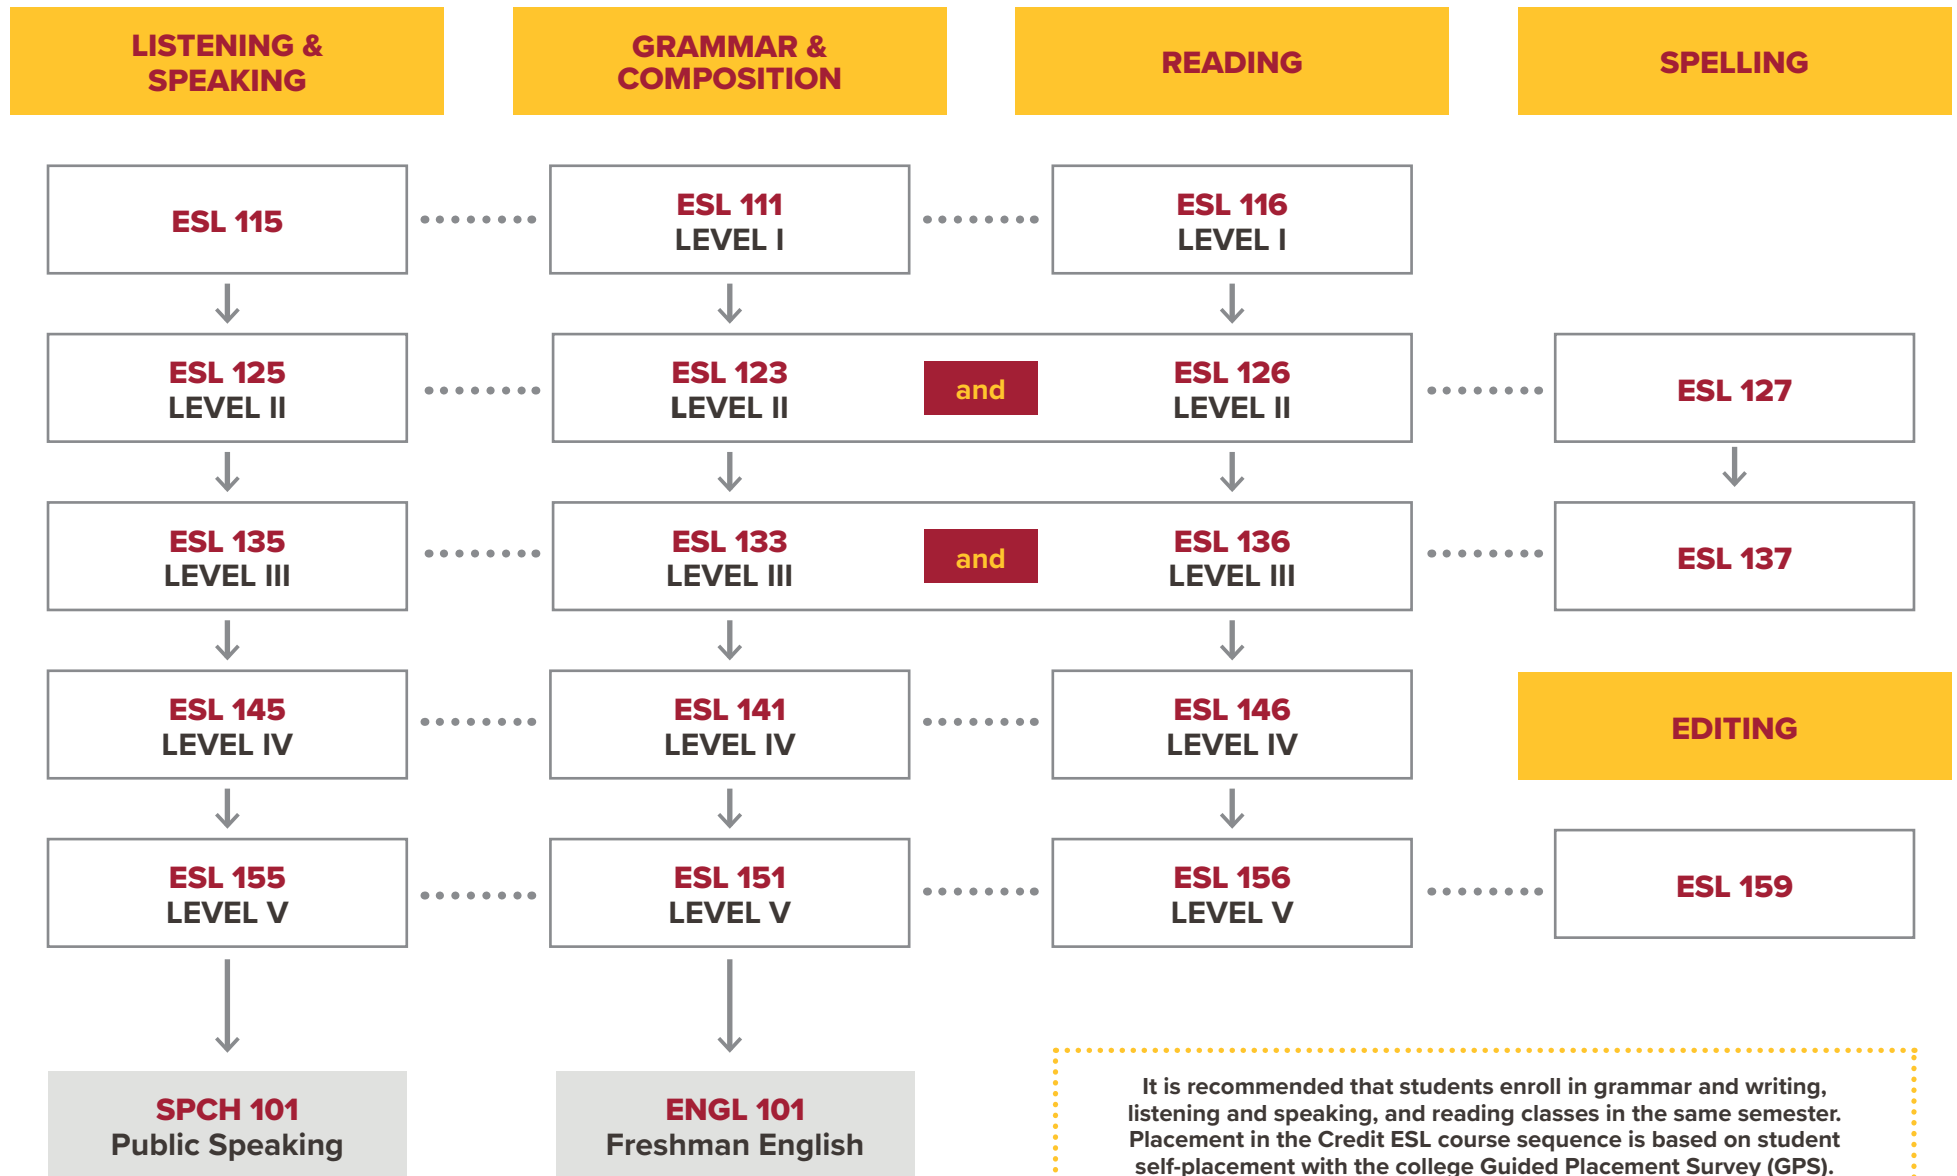 LISTENING &
SPEAKING
GRAMMAR &
COMPOSITION
READING
SPELLING
ESL 115
ESL 111
LEVEL I
ESL 116
LEVEL I
ESL 125
LEVEL II
ESL 123
LEVEL II
and
ESL 126
LEVEL II
ESL 127
ESL 135
LEVEL III
ESL 133
LEVEL III
and
ESL 136
LEVEL III
ESL 137
ESL 145
LEVEL IV
ESL 141
LEVEL IV
ESL 146
LEVEL IV
EDITING
ESL 155
LEVEL V
ESL 151
LEVEL V
ESL 156
LEVEL V
ESL 159
SPCH 101
Public Speaking
ENGL 101
Freshman English
It is recommended that students enroll in grammar and writing,
listening and speaking, and reading classes in the same semester.
Placement in the Credit ESL course sequence is based on student
self-placement with the college Guided Placement Survey (GPS).